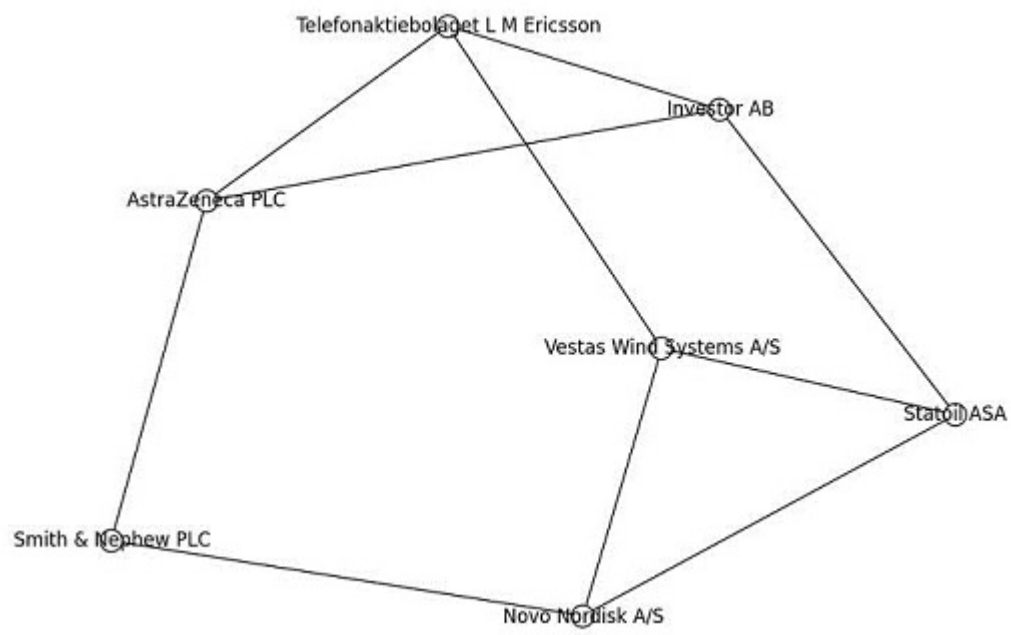 Telefonaktiebolaget L M Ericsson
Investor AB
AstraZeneca PLC
Vestas Wind Systems A/S
Statoil ASA
Smith & Nephew PLC
Novo Nordisk A/S